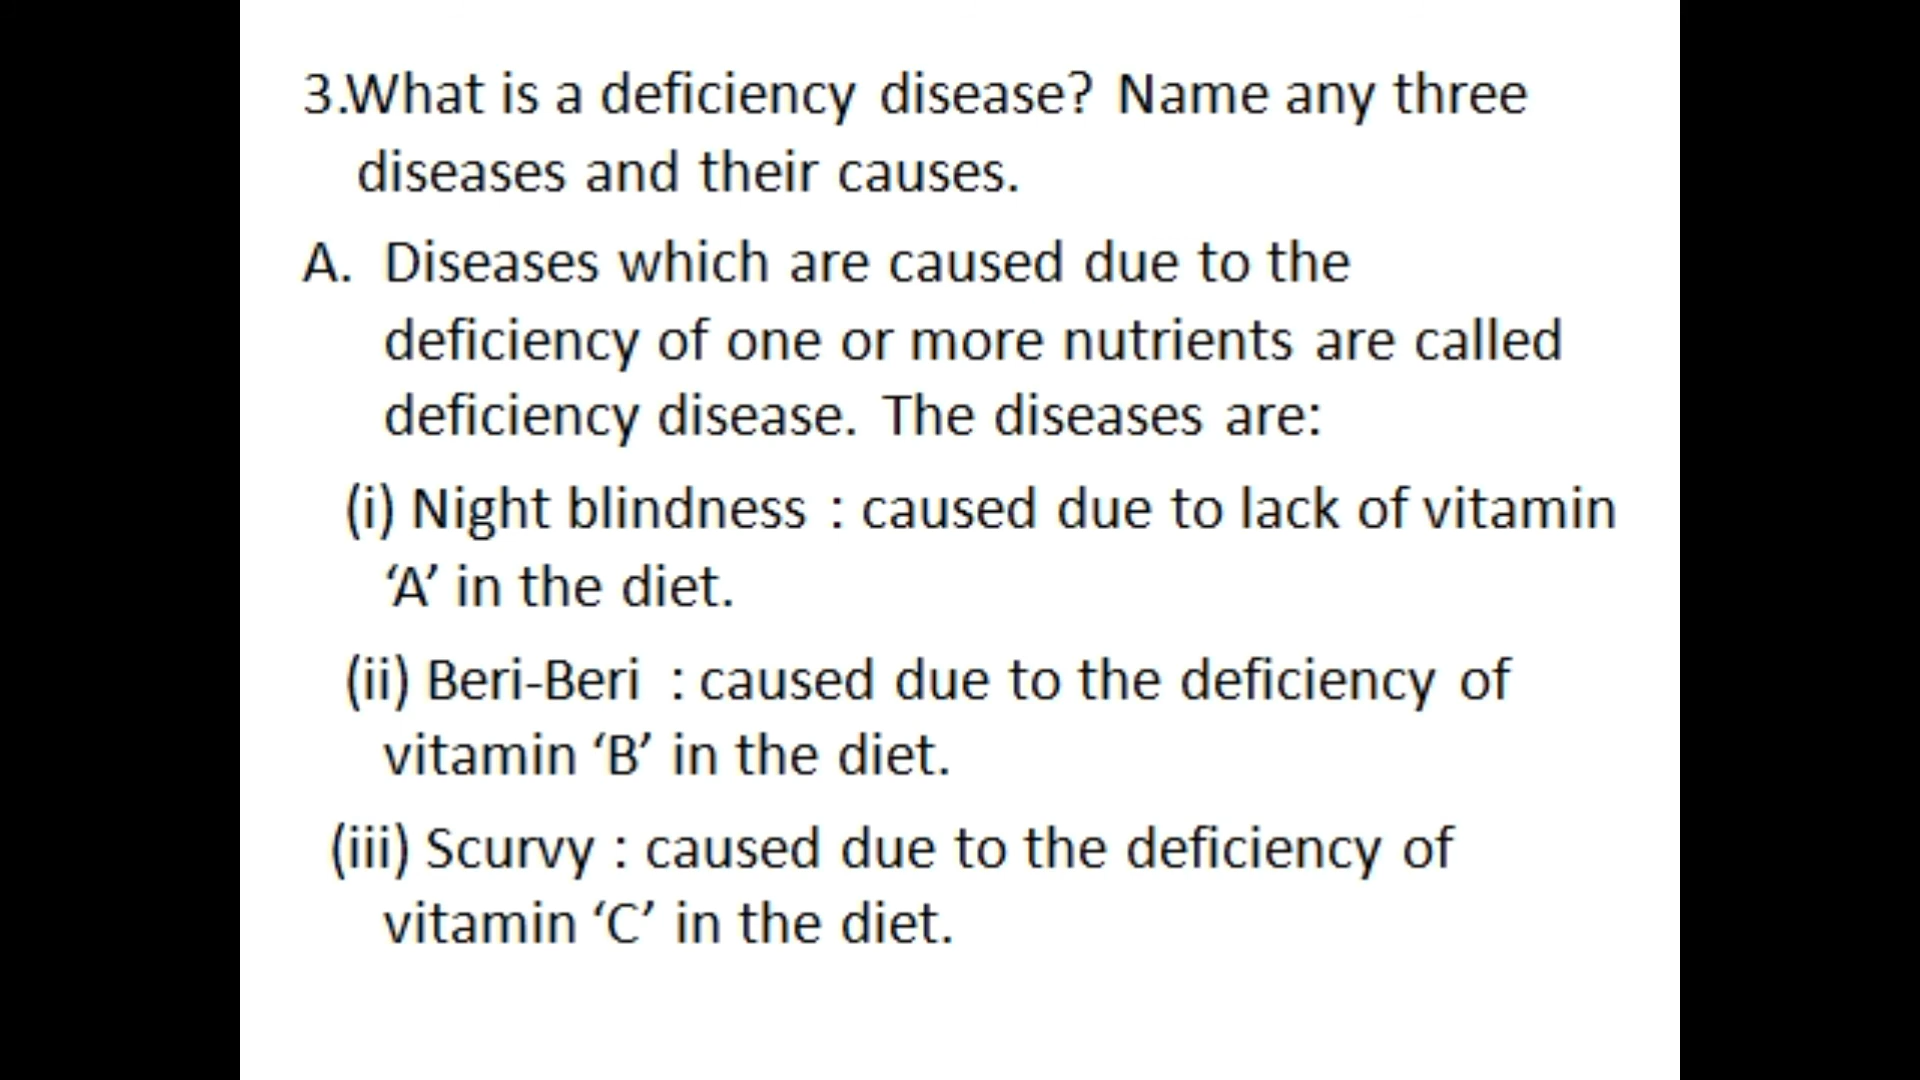 3.What is a deficiency disease? Name any three
diseases and their causes.
A. Diseases which are caused due to the
deficiency of one or more nutrients are called
deficiency disease. The diseases are:
(i) Night blindness : caused due to lack of vitamin
‘A’ in the diet.
(ii) Beri-Beri : caused due to the deficiency of
vitamin ‘B’ in the diet.
(iii) Scurvy : caused due to the deficiency of
vitamin ‘C’ in the diet.